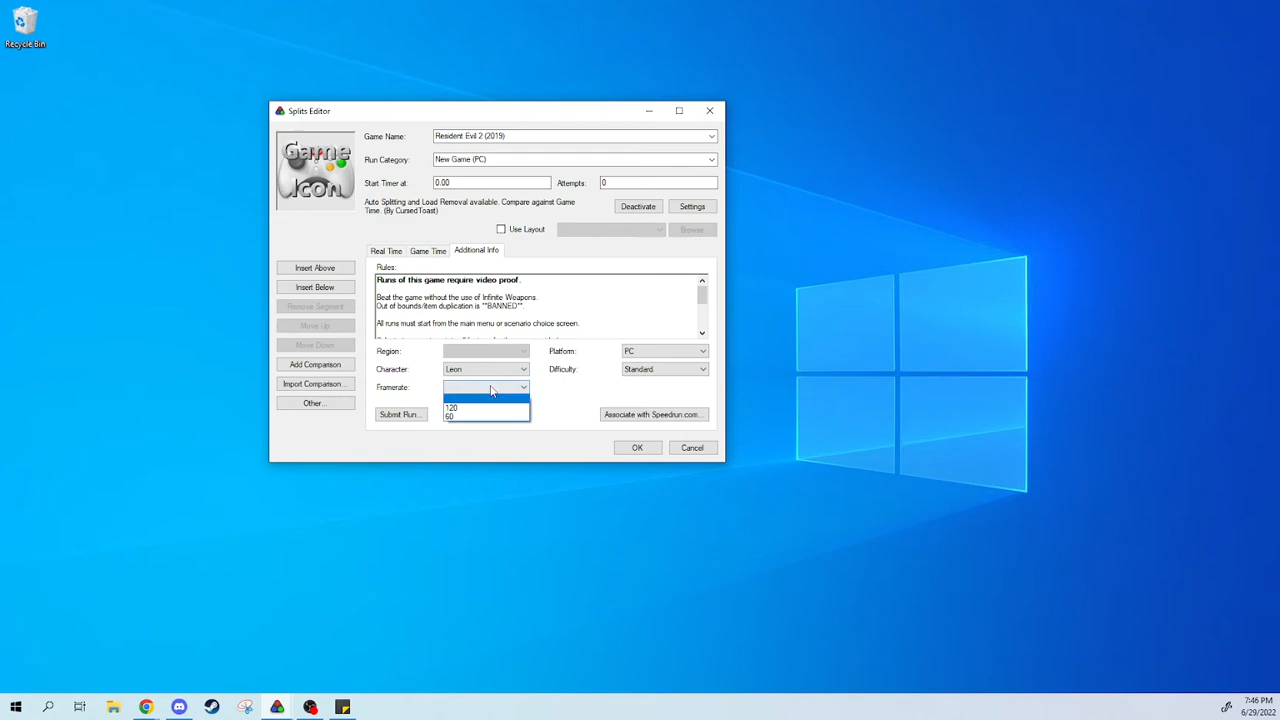 Recycle Bin
Splits Editor
Game Icon
Game Name:
Resident Evil 2 (2019)
Run Category:
New Game (PC)
Start Timer at:
0.00
Attempts:
0
Auto Splitting and Load Removal available. Compare against Game
Time. (By CursedToast)
Deactivate
Settings
Use Layout
Browse
Real Time
Game Time
Additional Info
Rules:
Runs of this game require video proof.
Beat the game without the use of Infinite Weapons.
Out of bounds/item duplication is **BANNED**.
All runs must start from the main menu or scenario choice screen.
Insert Above
Insert Below
Remove Segment
Move Up
Move Down
Add Comparison
Import Comparison...
Other...
Region:
Platform:
PC
Character:
Leon
Difficulty:
Standard
Framerate:
120
60
Submit Run...
Associate with Speedrun.com...
OK
Cancel
7:46 PM
6/29/2022